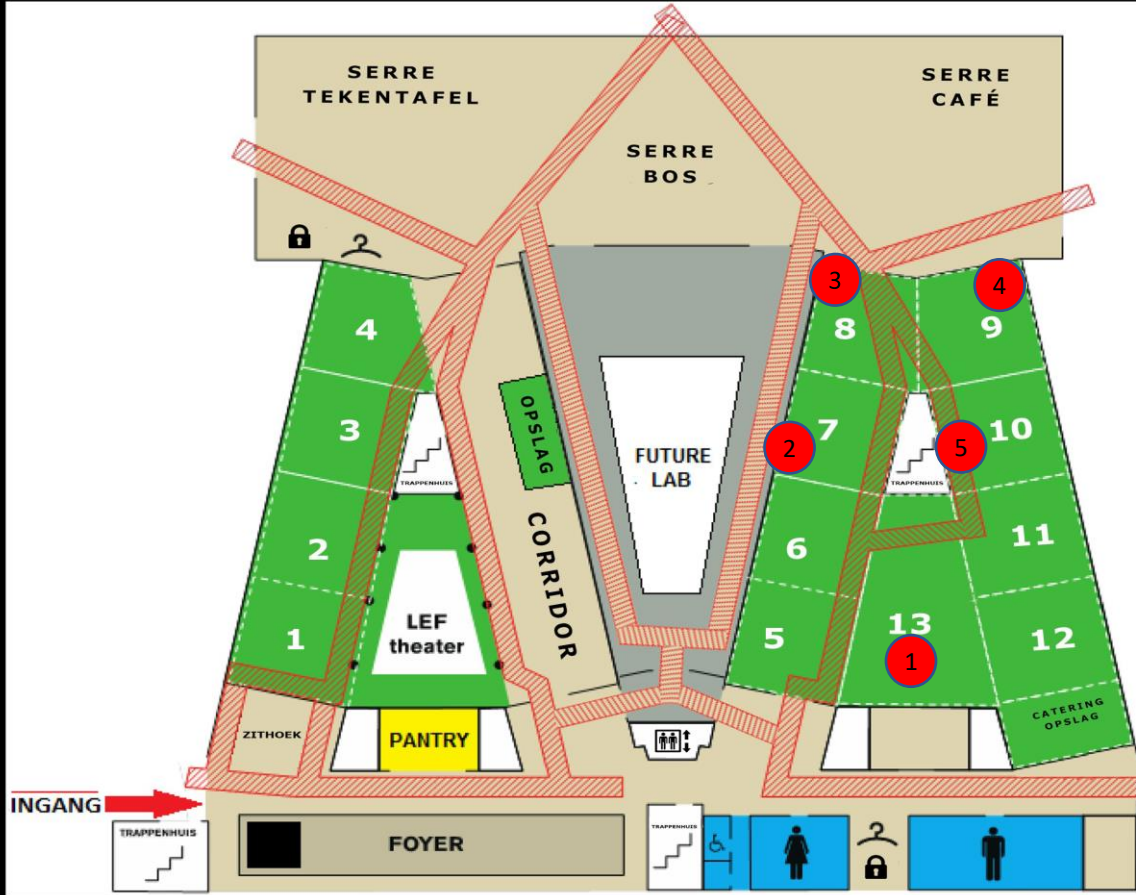 SERRE
TEKENTAFEL
SERRE
BOS
SERRE
CAFÉ
4
3
2
1
TRAPPENHUIS
LEF
theater
ZITHOEK
PANTRY
OPSLAG
CORRIDOR
FUTURE
LAB
3
8
2
7
6
5
4
9
5
10
TRAPPENHUIS
11
13
1
12
CATERING
OPSLAG
INGANG
TRAPPENHUIS
FOYER
TRAPPENHUIS